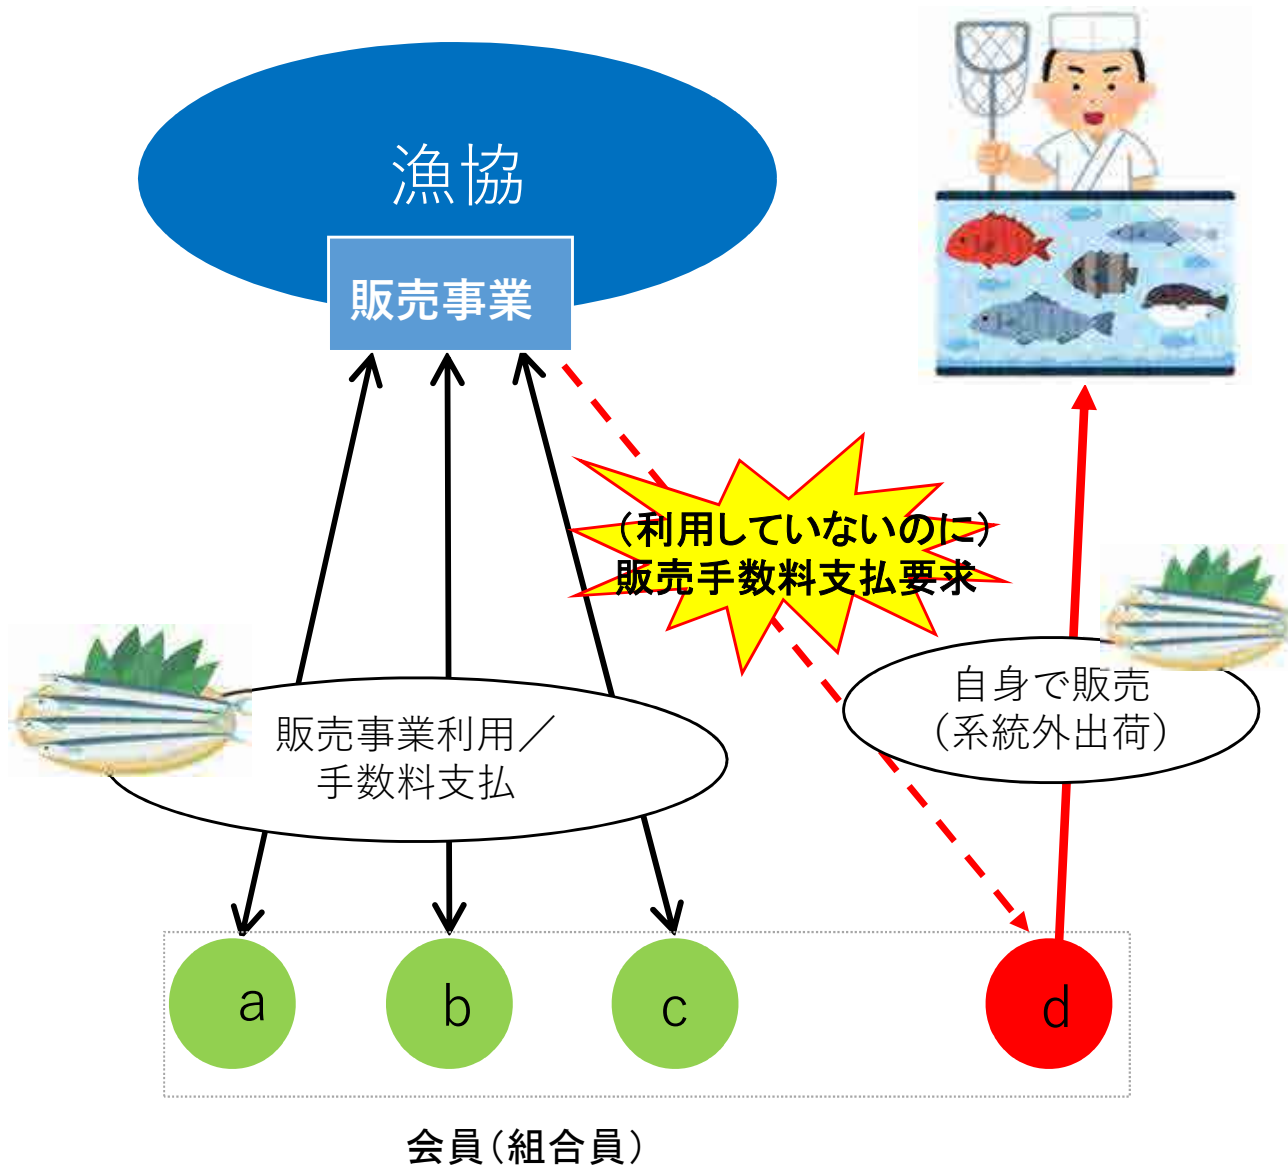 漁協
販売事業
（利用していないのに）
販売手数料支払要求
自身で販売
（系統外出荷）
販売事業利用／
手数料支払
a
b
c
d
会員（組合員）